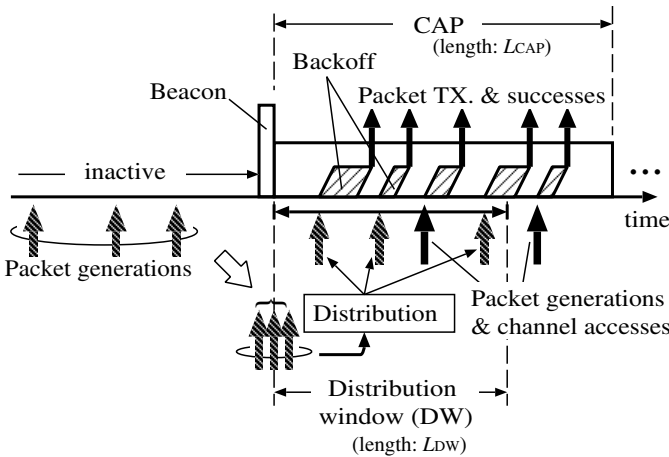 CAP
(length: LCAP)
Backoff
Beacon
Packet TX. & successes
inactive
...
time
Packet generations
Distribution
Packet generations
& channel accesses
Distribution
window (DW)
(length: LDW)